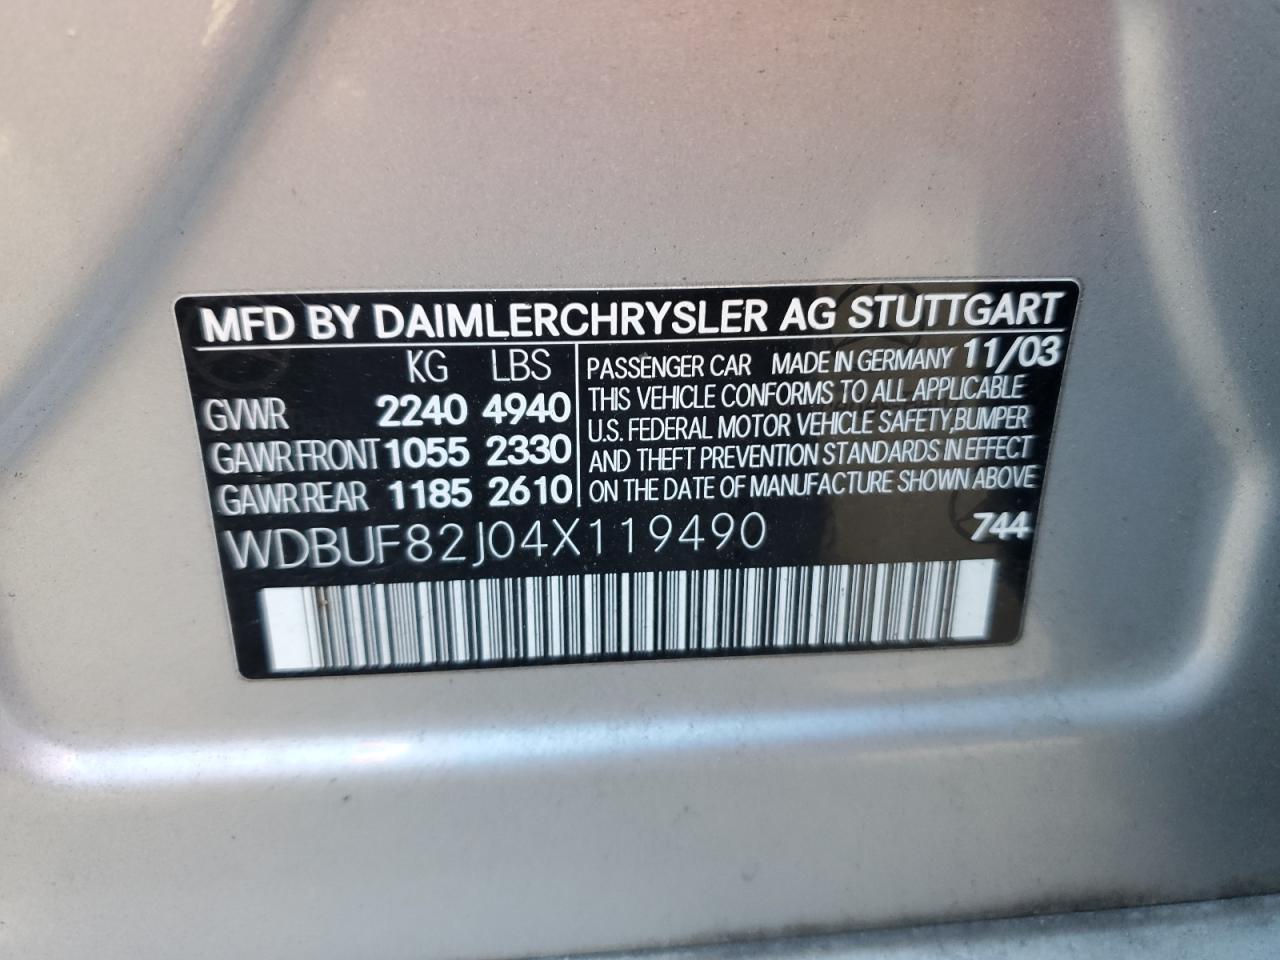 MFD BY DAIMLERCHRYSLER AG STUTTGART
KG LBS
GVWR 2240 4940
GAWR FRONT 1055 2330
GAWR REAR 1185 2610
PASSENGER CAR MADE IN GERMANY 11/03
THIS VEHICLE CONFORMS TO ALL APPLICABLE
U.S. FEDERAL MOTOR VEHICLE SAFETY, BUMPER
AND THEFT PREVENTION STANDARDS IN EFFECT
ON THE DATE OF MANUFACTURE SHOWN ABOVE
WDBUF82J04X119490 744